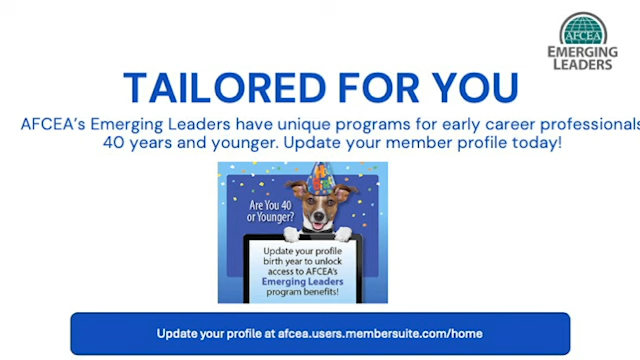 AFCEA
EMERGING
LEADERS
TAILORED FOR YOU
AFCEA's Emerging Leaders have unique programs for early career professionals
40 years and younger. Update your member profile today!
Are You 40
or Younger?
Update your profile
birth year to unlock
access to AFCEA's
Emerging Leaders
program benefits!
Update your profile at afcea.users.membersuite.com/home